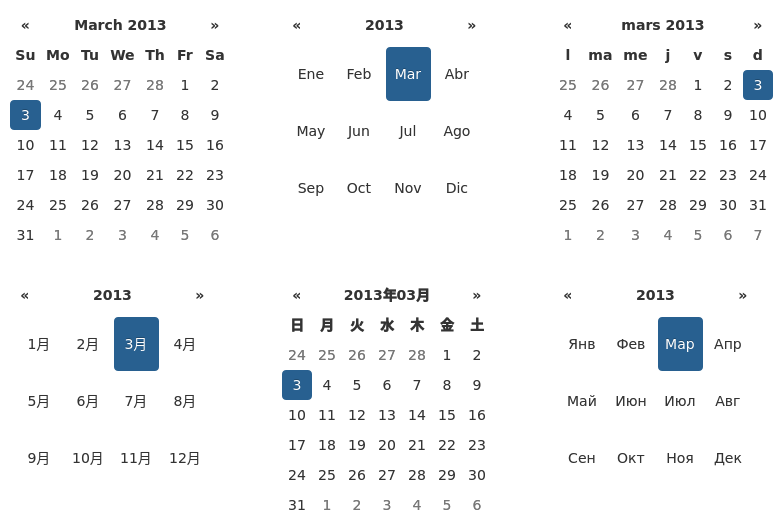 « March 2013 »
Su Mo Tu We Th Fr Sa
24 25 26 27 28 1 2
3 4 5 6 7 8 9
10 11 12 13 14 15 16
17 18 19 20 21 22 23
24 25 26 27 28 29 30
31 1 2 3 4 5 6
« 2013 »
Ene Feb Mar Abr
May Jun Jul Ago
Sep Oct Nov Dic
« mars 2013 »
l ma me j v s d
25 26 27 28 1 2 3
4 5 6 7 8 9 10
11 12 13 14 15 16 17
18 19 20 21 22 23 24
25 26 27 28 29 30 31
1 2 3 4 5 6 7
« 2013 »
1月 2月 3月 4月
5月 6月 7月 8月
9月 10月 11月 12月
« 2013年03月 »
日 月 火 水 木 金 土
24 25 26 27 28 1 2
3 4 5 6 7 8 9
10 11 12 13 14 15 16
17 18 19 20 21 22 23
24 25 26 27 28 29 30
31 1 2 3 4 5 6
« 2013 »
Янв Фев Мар Апр
Май Июн Июл Авг
Сен Окт Ноя Дек